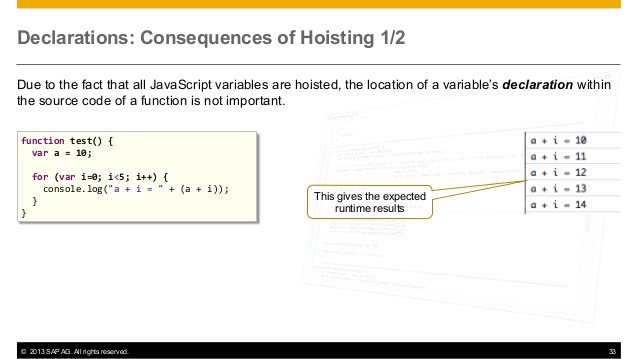 Declarations: Consequences of Hoisting 1/2
Due to the fact that all JavaScript variables are hoisted, the location of a variable's declaration within
the source code of a function is not important.
function test() {
var a = 10;
for (var i=0; i<5; i++) {
console.log("a + i = " + (a + i));
}
}
This gives the expected
runtime results
a + i = 10
a + i = 11
a + i = 12
a + i = 13
a + i = 14
© 2013 SAP AG. All rights reserved.
33